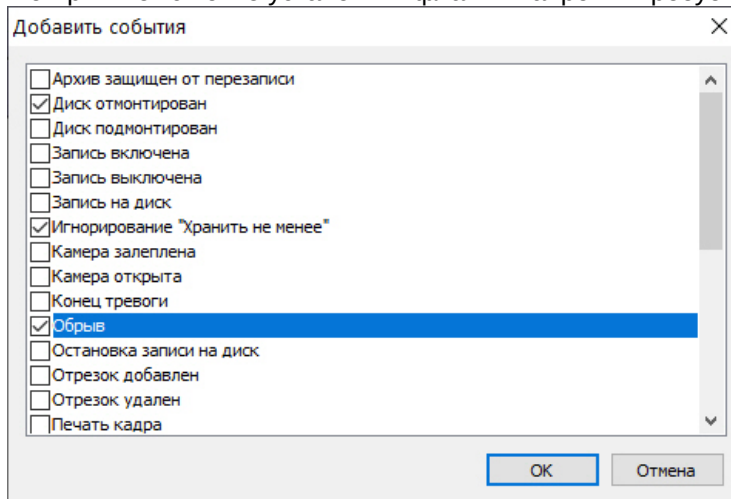 Добавить события
Архив защищен от перезаписи
Диск отмонтирован
Диск подмонтирован
Запись включена
Запись выключена
Запись на диск
Игнорирование "Хранить не менее"
Камера залеплена
Камера открыта
Конец тревоги
Обрыв
Остановка записи на диск
Отрезок добавлен
Отрезок удален
Печать кадра
ОК
Отмена